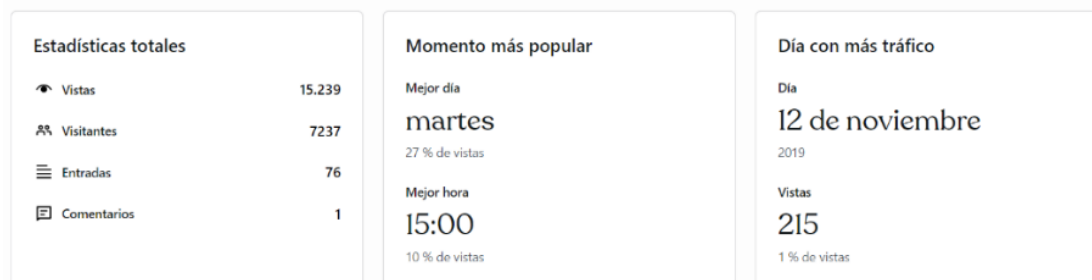 Estadísticas totales
Vistas 15.239
Visitantes 7237
Entradas 76
Comentarios 1
Momento más popular
Mejor día
martes
27 % de vistas
Mejor hora
15:00
10 % de vistas
Día con más tráfico
Día
12 de noviembre
2019
Vistas
215
1 % de vistas